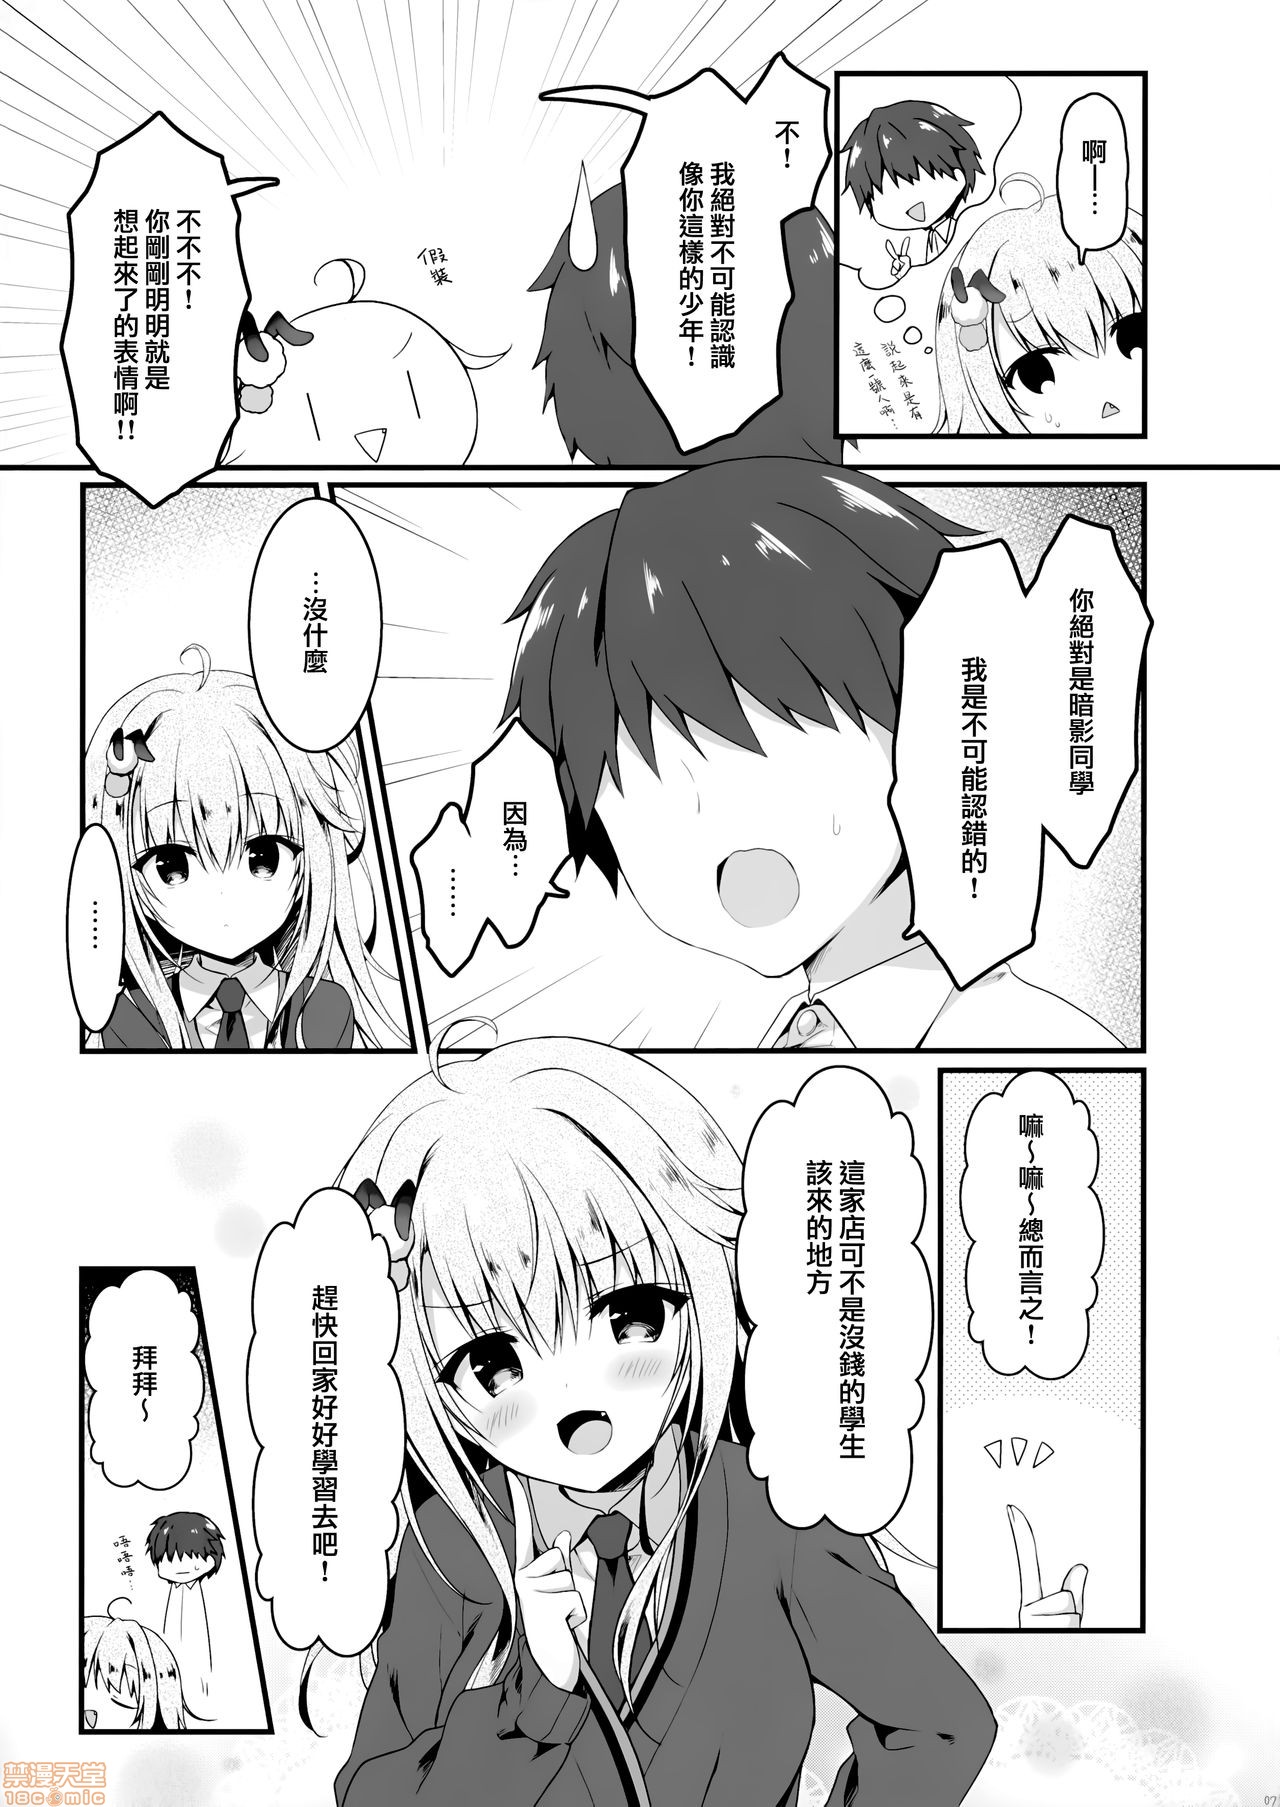 啊—…
說起來是有
這麼一號人啊…
不！
我絕對不可能認識
像你這樣的少年！
假裝
不不不！
你剛剛明明就是
想起來了的表情啊!!
你絕對是暗影同學
我是不可能認錯的！
因為…
……
…沒什麼
……
嘛～嘛～總而言之！
這家店可不是沒錢的學生
該來的地方
趕快回家好好學習去吧！
拜拜～
唔唔唔…
禁漫天堂
18comic
07